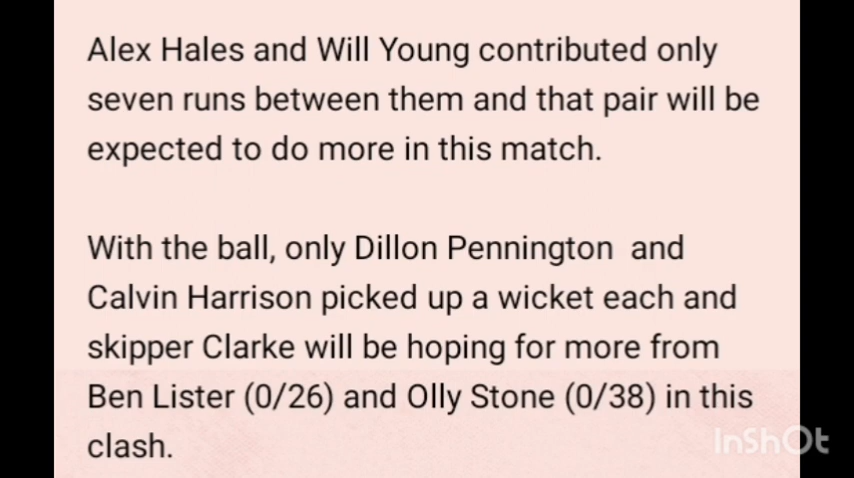 Alex Hales and Will Young contributed only
seven runs between them and that pair will be
expected to do more in this match.
With the ball, only Dillon Pennington  and
Calvin Harrison picked up a wicket each and
skipper Clarke will be hoping for more from
Ben Lister (0/26) and Olly Stone (0/38) in this
clash.
InShOt